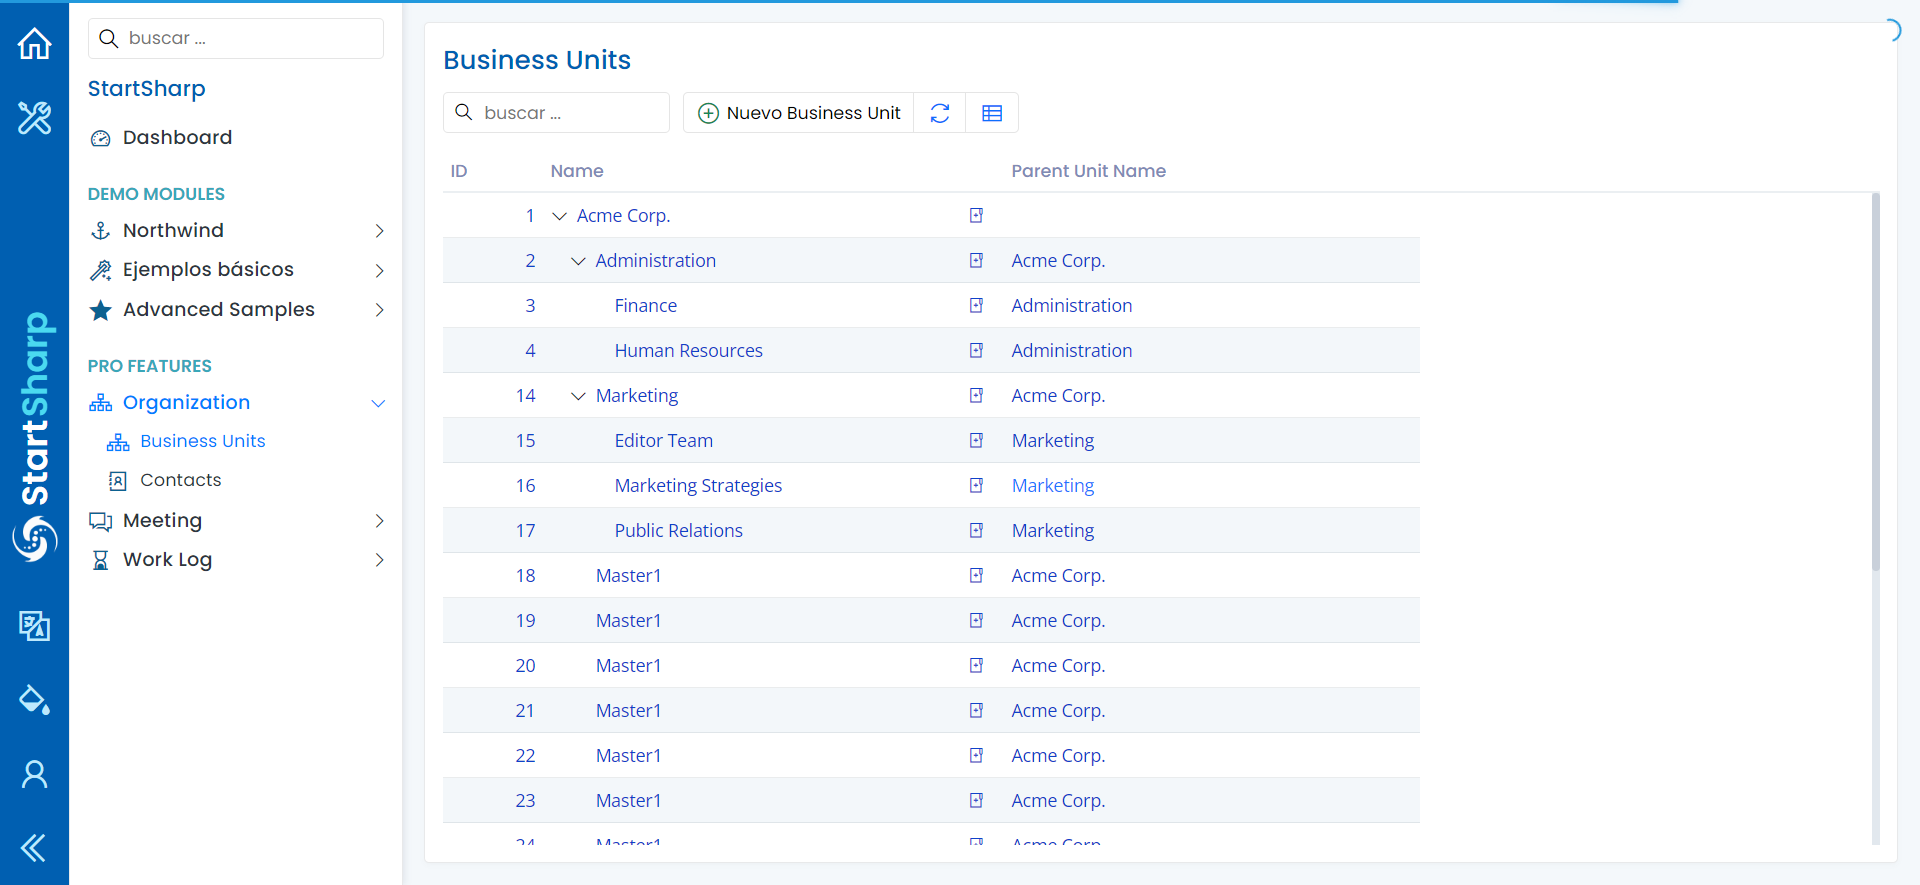 buscar ...
StartSharp
Dashboard
DEMO MODULES
Northwind
Ejemplos básicos
Advanced Samples
PRO FEATURES
Organization
Business Units
Contacts
Meeting
Work Log
StartSharp
Business Units
buscar ...
Nuevo Business Unit
ID Name Parent Unit Name
1 Acme Corp.
2 Administration Acme Corp.
3 Finance Administration
4 Human Resources Administration
14 Marketing Acme Corp.
15 Editor Team Marketing
16 Marketing Strategies Marketing
17 Public Relations Marketing
18 Master1 Acme Corp.
19 Master1 Acme Corp.
20 Master1 Acme Corp.
21 Master1 Acme Corp.
22 Master1 Acme Corp.
23 Master1 Acme Corp.
24 Master1 Acme Corp.